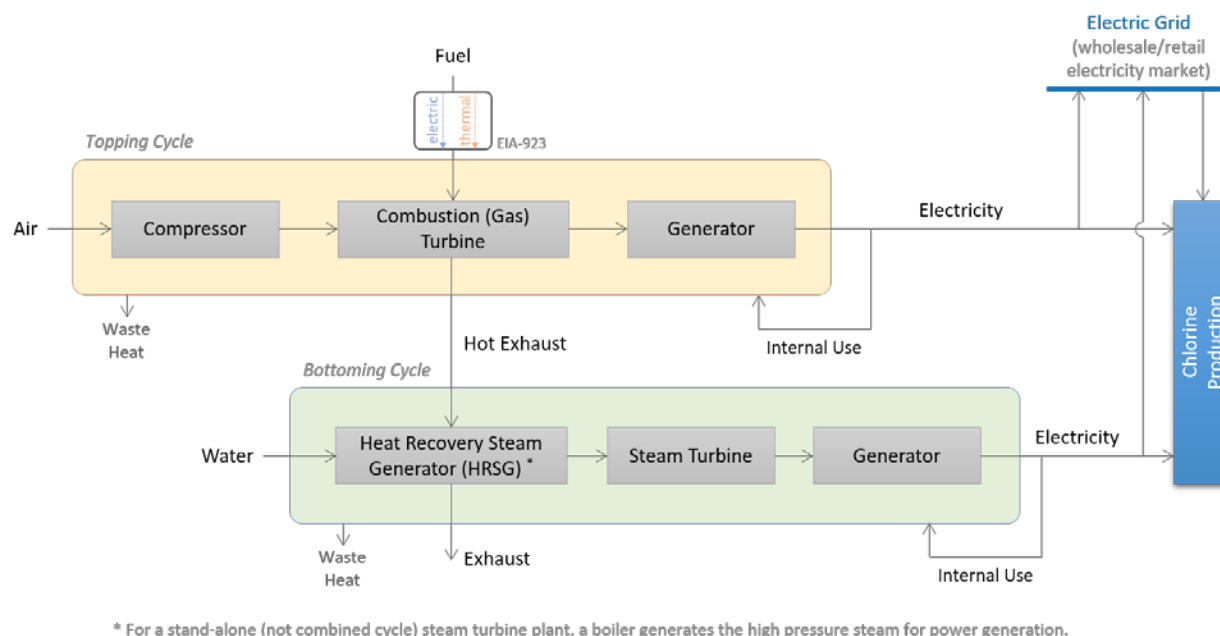 Electric Grid
(wholesale/retail
electricity market)
Fuel
electric
thermal
EIA-923
Topping Cycle
Air
Compressor
Combustion (Gas)
Turbine
Generator
Electricity
Waste
Heat
Hot Exhaust
Internal Use
Chlorine
Production
Bottoming Cycle
Water
Heat Recovery Steam
Generator (HRSG) *
Steam Turbine
Generator
Electricity
Waste
Heat
Exhaust
Internal Use
* For a stand-alone (not combined cycle) steam turbine plant, a boiler generates the high pressure steam for power generation.